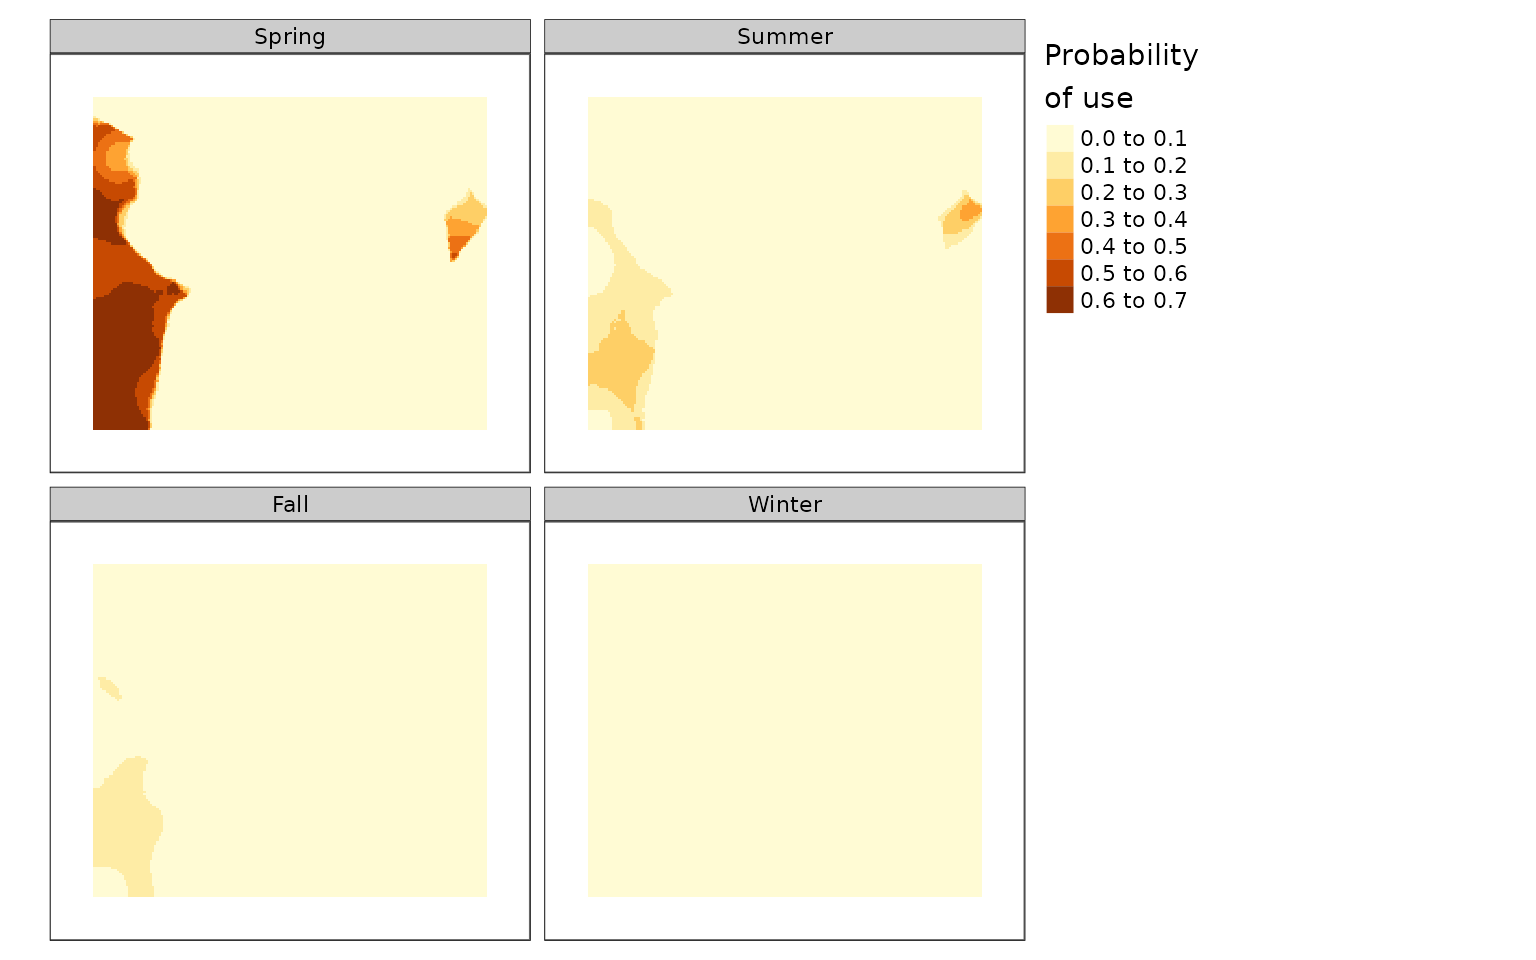 Spring
Summer
Probability
of use
0.0 to 0.1
0.1 to 0.2
0.2 to 0.3
0.3 to 0.4
0.4 to 0.5
0.5 to 0.6
0.6 to 0.7
Fall
Winter